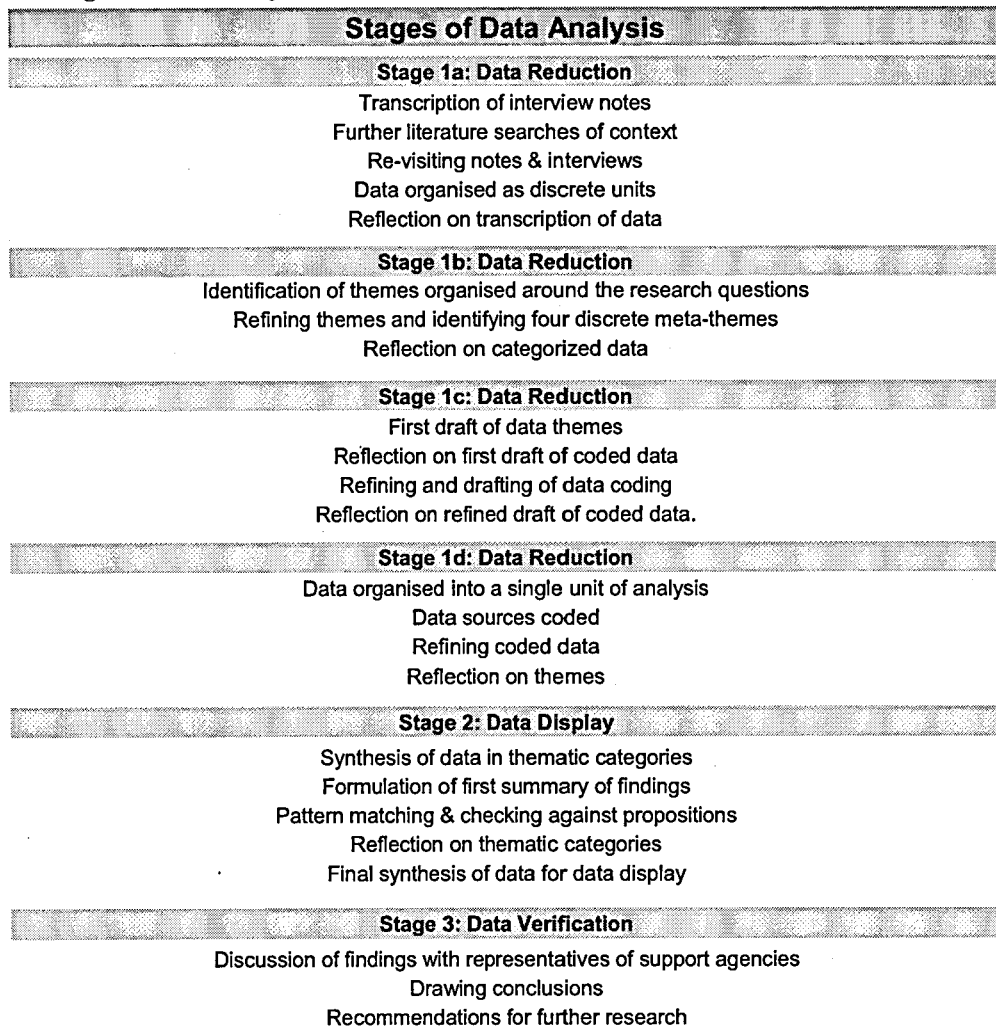 Stages of Data Analysis
Stage 1a: Data Reduction
Transcription of interview notes
Further literature searches of context
Re-visiting notes & interviews
Data organised as discrete units
Reflection on transcription of data
Stage 1b: Data Reduction
Identification of themes organised around the research questions
Refining themes and identifying four discrete meta-themes
Reflection on categorized data
Stage 1c: Data Reduction
First draft of data themes
Reflection on first draft of coded data
Refining and drafting of data coding
Reflection on refined draft of coded data.
Stage 1d: Data Reduction
Data organised into a single unit of analysis
Data sources coded
Refining coded data
Reflection on themes
Stage 2: Data Display
Synthesis of data in thematic categories
Formulation of first summary of findings
Pattern matching & checking against propositions
Reflection on thematic categories
Final synthesis of data for data display
Stage 3: Data Verification
Discussion of findings with representatives of support agencies
Drawing conclusions
Recommendations for further research